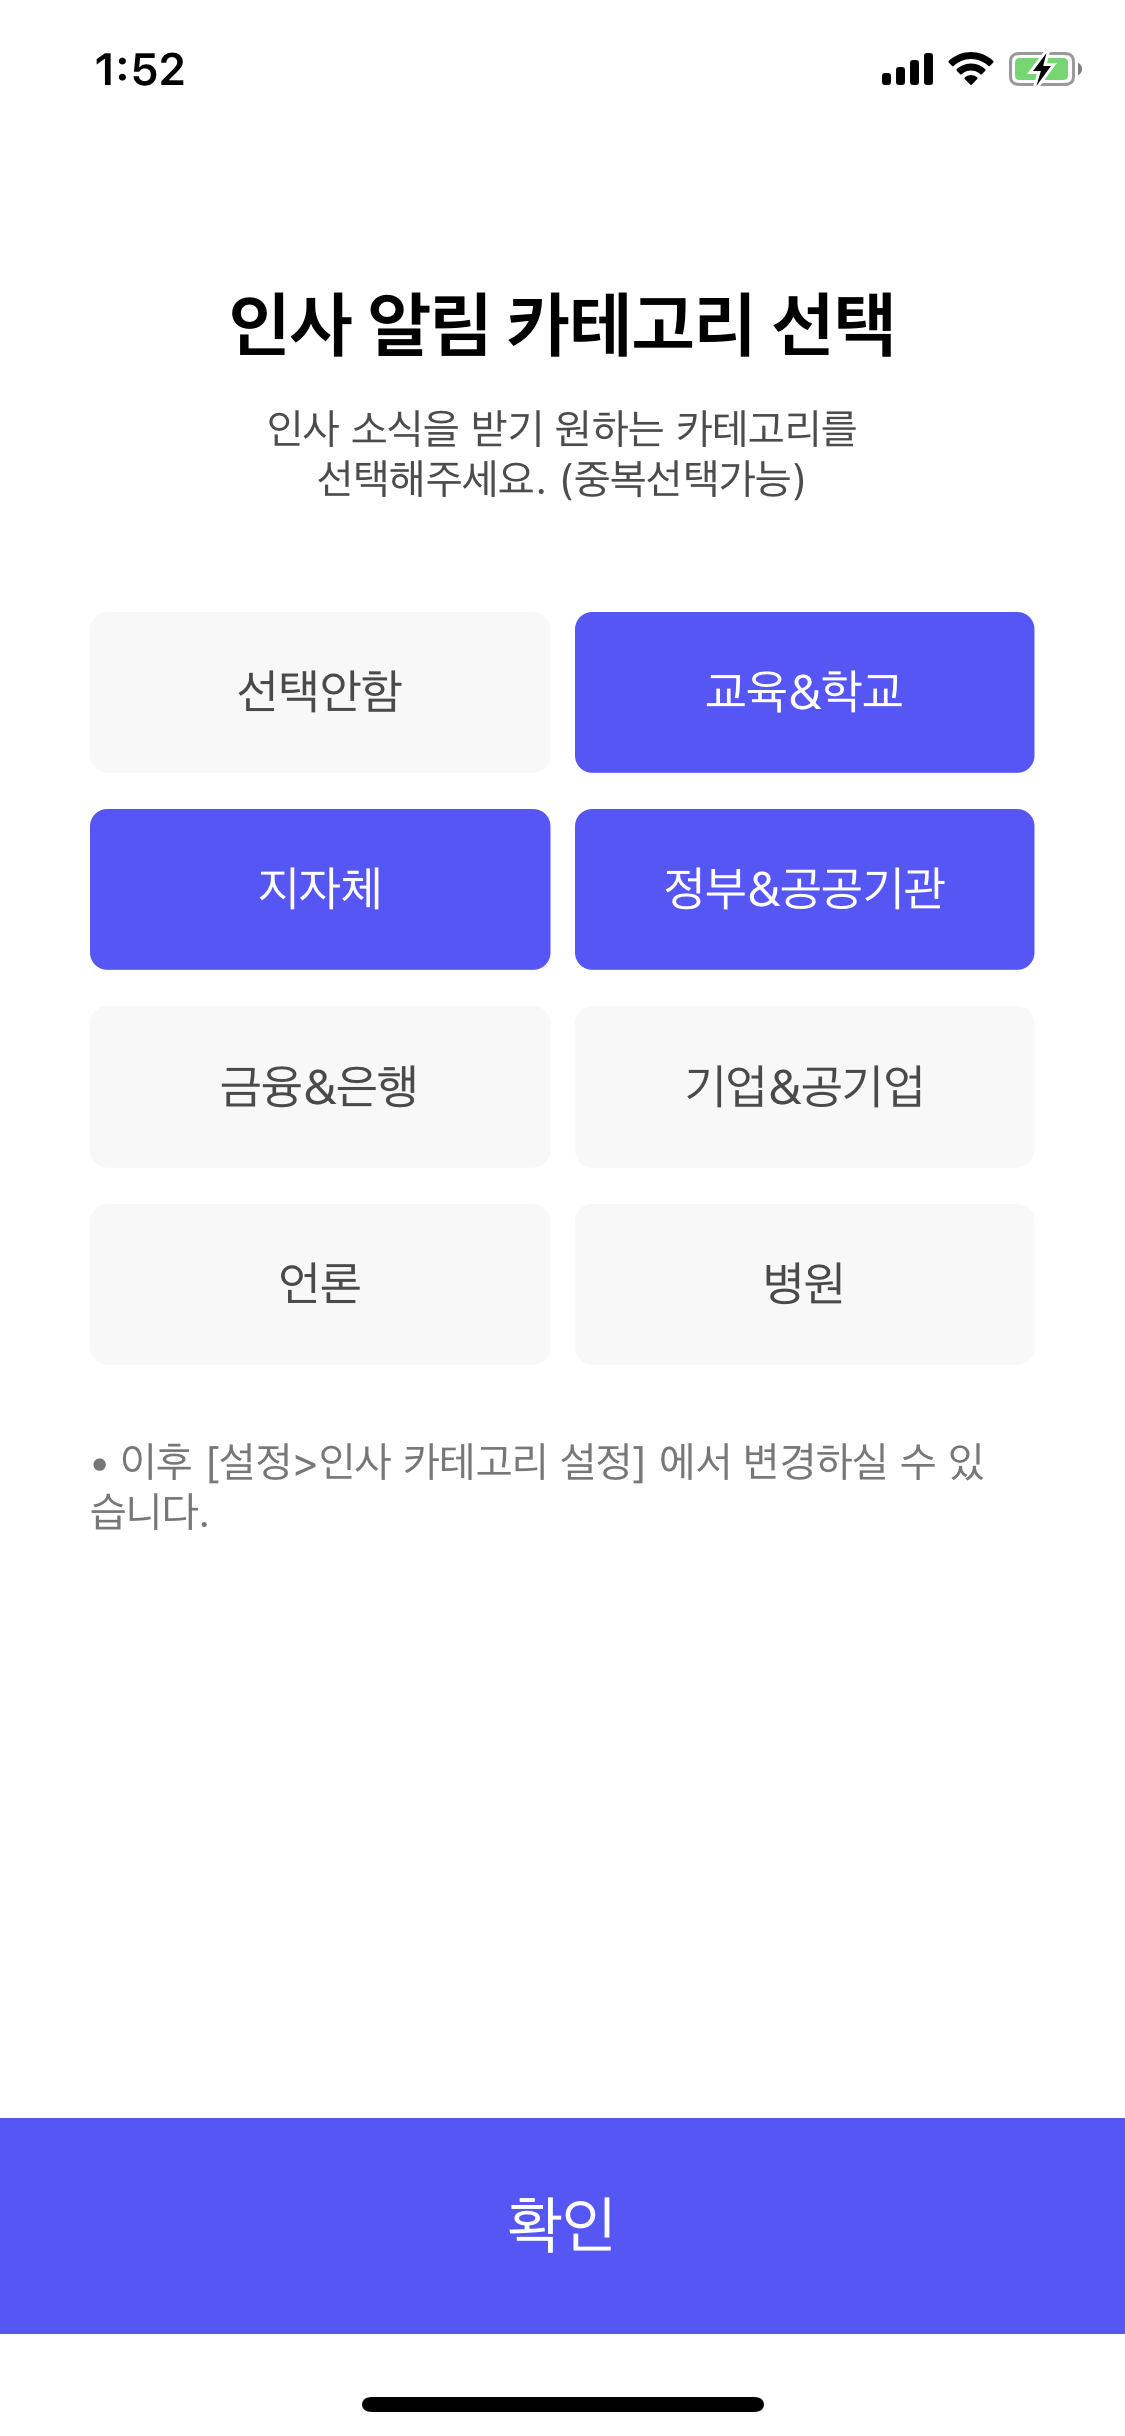 1:52
인사 알림 카테고리 선택
인사 소식을 받기 원하는 카테고리를
선택해주세요. (중복선택가능)
선택안함
교육&학교
지자체
정부&공공기관
금융&은행
기업&공기업
언론
병원
• 이후 [설정>인사 카테고리 설정] 에서 변경하실 수 있
습니다.
확인